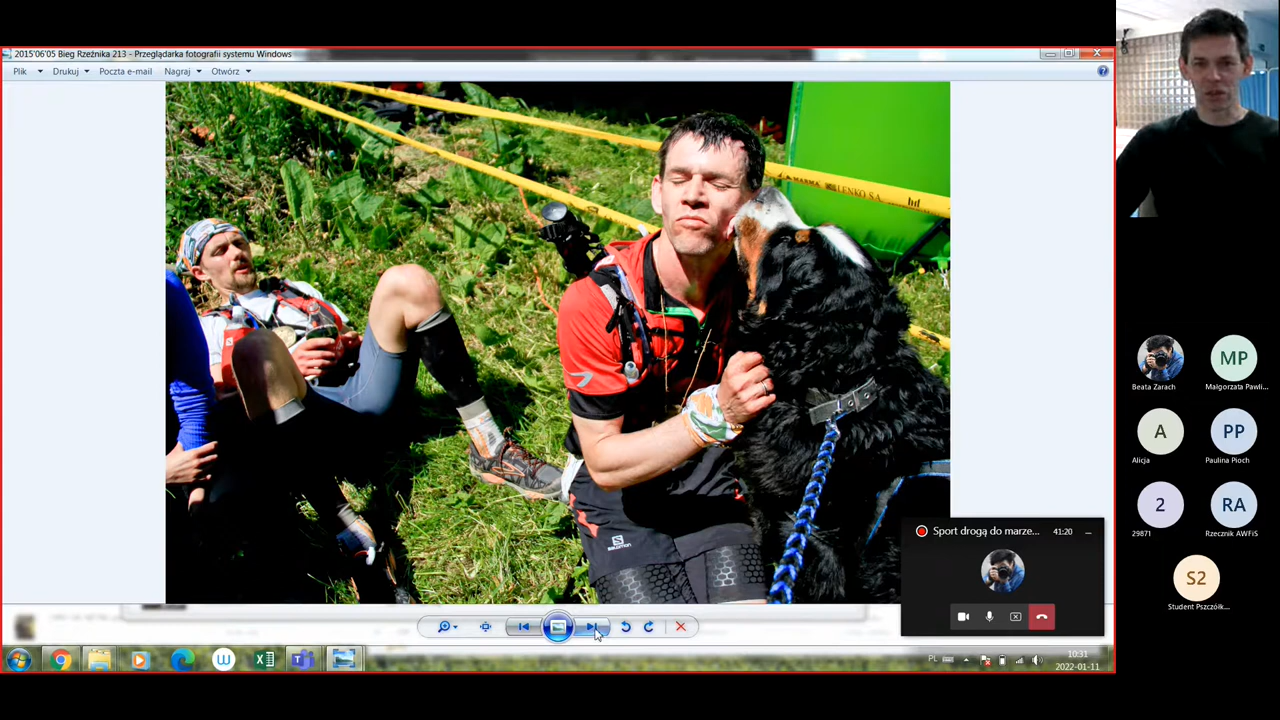 2015'06'05 Bieg Rzeźnika 213 - Przeglądarka fotografii systemu Windows
Plik Drukuj Poczta e-mail Nagraj Otwórz
LENKO S.A.
salomon
Sport drogą do marze... 41:20
Beata Zarach
MP
Małgorzata Pawli...
A
Alicja
PP
Paulina Pioch
2
29871
RA
Rzecznik AWFiS
S2
Student Pszczółk...
PL
10:31
2022-01-11